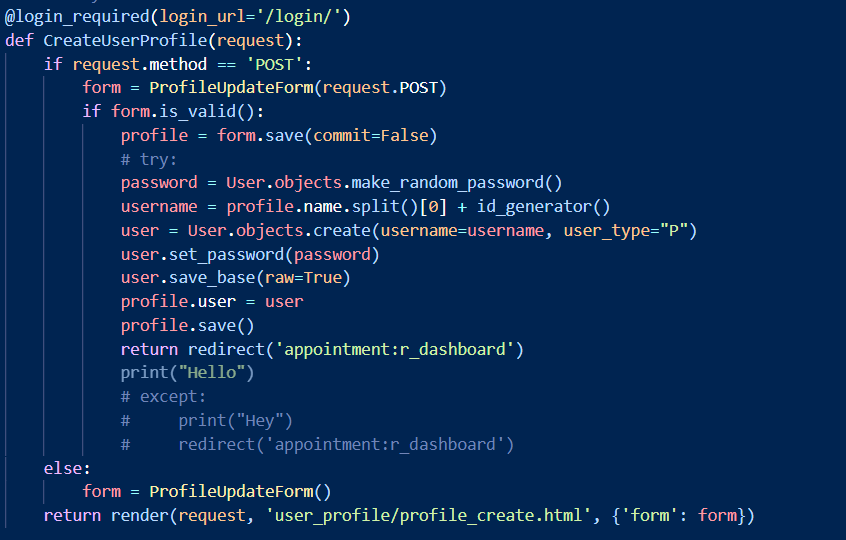 @login_required(login_url='/login/')
def CreateUserProfile(request):
    if request.method == 'POST':
        form = ProfileUpdateForm(request.POST)
        if form.is_valid():
            profile = form.save(commit=False)
            # try:
            password = User.objects.make_random_password()
            username = profile.name.split()[0] + id_generator()
            user = User.objects.create(username=username, user_type="P")
            user.set_password(password)
            user.save_base(raw=True)
            profile.user = user
            profile.save()
            return redirect('appointment:r_dashboard')
            print("Hello")
            # except:
            #     print("Hey")
            #     redirect('appointment:r_dashboard')
    else:
        form = ProfileUpdateForm()
    return render(request, 'user_profile/profile_create.html', {'form': form})